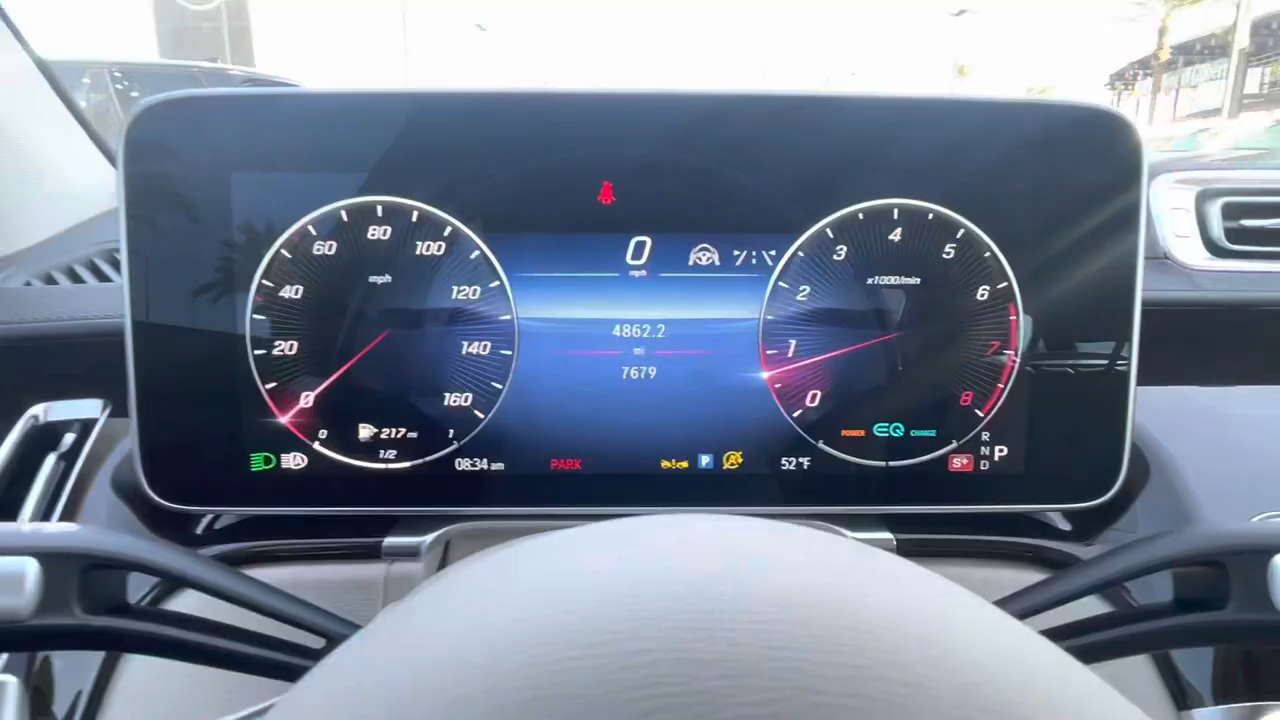 0
mph
4862.2
mi
7679
0
20
40
60
80
100
120
140
160
mph
0
217 mi
1
1/2
08:34 am
PARK
P
A
52°F
0
1
2
3
4
5
6
7
8
x1000/min
POWER EQ CHARGE
S+
R
N
D
P